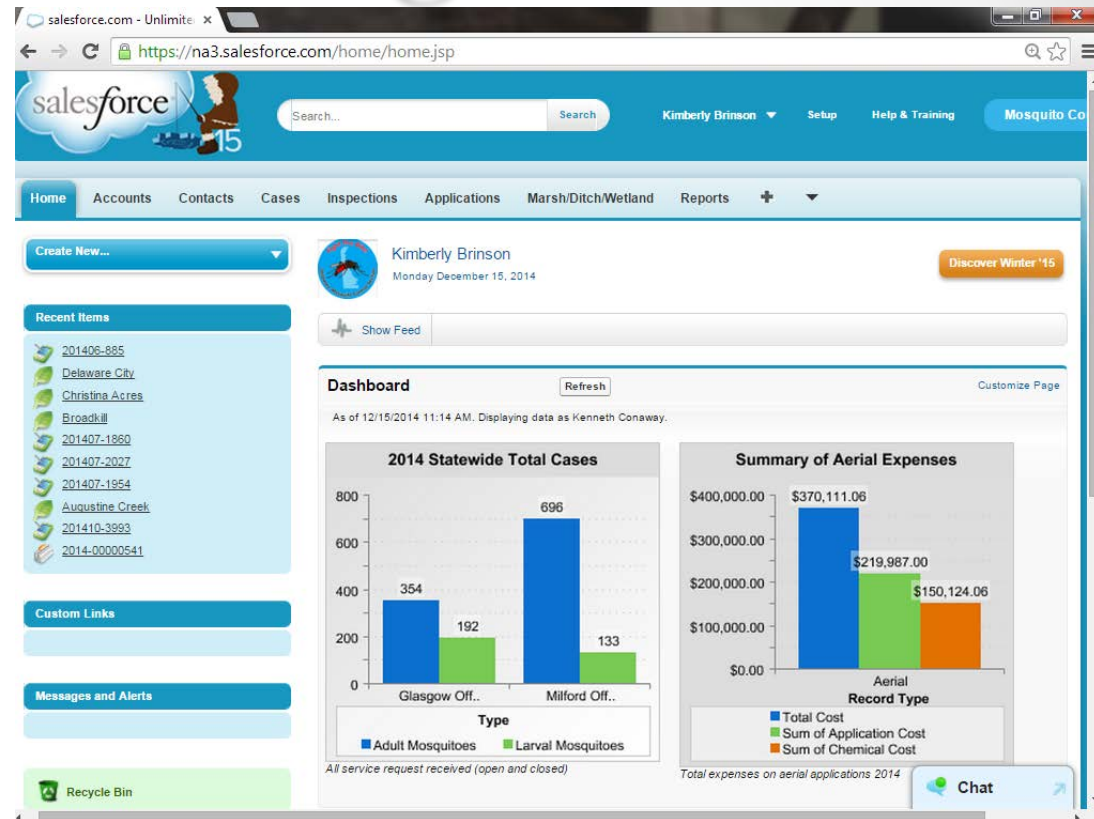 salesforce.com - Unlimite
https://na3.salesforce.com/home/home.jsp
salesforce
15
Search...
Search
Kimberly Brinson
Setup
Help & Training
Mosquito Co
Home Accounts Contacts Cases Inspections Applications Marsh/Ditch/Wetland Reports
Create New...
Kimberly Brinson
Monday December 15, 2014
Discover Winter '15
Show Feed
Recent Items
201406-885
Delaware City
Christina Acres
Broadkill
201407-1860
201407-2027
201407-1954
Augustine Creek
201410-3993
2014-00000541
Custom Links
Messages and Alerts
Recycle Bin
Dashboard
Refresh
Customize Page
As of 12/15/2014 11:14 AM. Displaying data as Kenneth Conaway.
2014 Statewide Total Cases
800
600
400
200
0
354
192
696
133
Glasgow Off..
Milford Off..
Type
Adult Mosquitoes
Larval Mosquitoes
All service request received (open and closed)
Summary of Aerial Expenses
$400,000.00
$300,000.00
$200,000.00
$100,000.00
$0.00
$370,111.06
$219,987.00
$150,124.06
Aerial
Record Type
Total Cost
Sum of Application Cost
Sum of Chemical Cost
Total expenses on aerial applications 2014
Chat